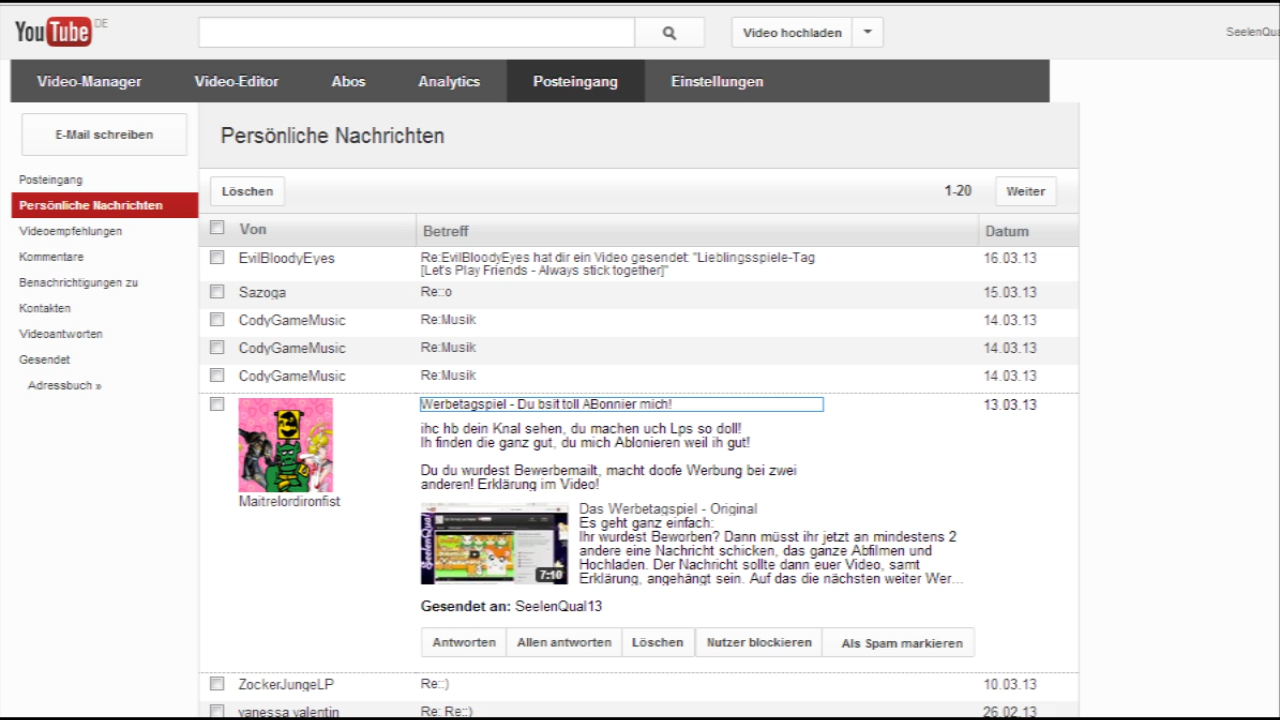 YouTube DE
Video hochladen
Video-Manager Video-Editor Abos Analytics Posteingang Einstellungen
E-Mail schreiben
Posteingang
Persönliche Nachrichten
Videoempfehlungen
Kommentare
Benachrichtigungen zu
Kontakten
Videoantworten
Gesendet
Adressbuch »
Persönliche Nachrichten
Löschen 1-20 Weiter
Von Betreff Datum
EvilBloodyEyes Re:EvilBloodyEyes hat dir ein Video gesendet: "Lieblingsspiele-Tag 16.03.13
[Let's Play Friends - Always stick together]"
Sazoga Re::o 15.03.13
CodyGameMusic Re:Musik 14.03.13
CodyGameMusic Re:Musik 14.03.13
CodyGameMusic Re:Musik 14.03.13
Werbetagspiel - Du bsit toll ABonnier mich! 13.03.13
ihc hb dein Knal sehen, du machen uch Lps so doll!
Ih finden die ganz gut, du mich Ablonieren weil ih gut!
Du du wurdest Bewerbemailt, macht doofe Werbung bei zwei
anderen! Erklärung im Video!
Maitrelordironfist
Das Werbetagspiel - Original
Es geht ganz einfach:
Ihr wurdest Beworben? Dann müsst ihr jetzt an mindestens 2
andere eine Nachricht schicken, das ganze Abfilmen und
Hochladen. Der Nachricht sollte dann euer Video, samt
Erklärung, angehängt sein. Auf das die nächsten weiter Wer...
SeelenQual
7:10
Gesendet an: SeelenQual13
Antworten Allen antworten Löschen Nutzer blockieren Als Spam markieren
ZockerJungeLP Re::) 10.03.13
vanessa valentin Re: Re::) 26.02.13